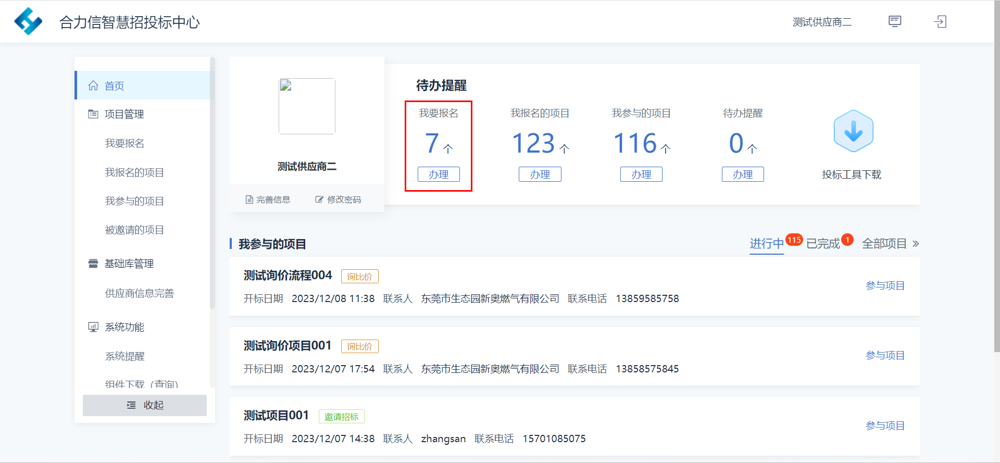 合力信智慧招投标中心
测试供应商二
首页
项目管理
我要报名
我报名的项目
我参与的项目
被邀请的项目
基础库管理
供应商信息完善
系统功能
系统提醒
组件下载（查询）
收起
测试供应商二
完善信息 修改密码
待办提醒
我要报名 我报名的项目 我参与的项目 待办提醒
7个 123个 116个 0个
办理 办理 办理 办理 投标工具下载
我参与的项目 进行中 115 已完成 1 全部项目 »
测试询价流程004 询比价
参与项目
开标日期 2023/12/08 11:38 联系人 东莞市生态园新奥燃气有限公司 联系电话 13859585758
测试询价项目001 询比价
参与项目
开标日期 2023/12/07 17:54 联系人 东莞市生态园新奥燃气有限公司 联系电话 13858575845
测试项目001 邀请招标
参与项目
开标日期 2023/12/07 14:38 联系人 zhangsan 联系电话 15701085075